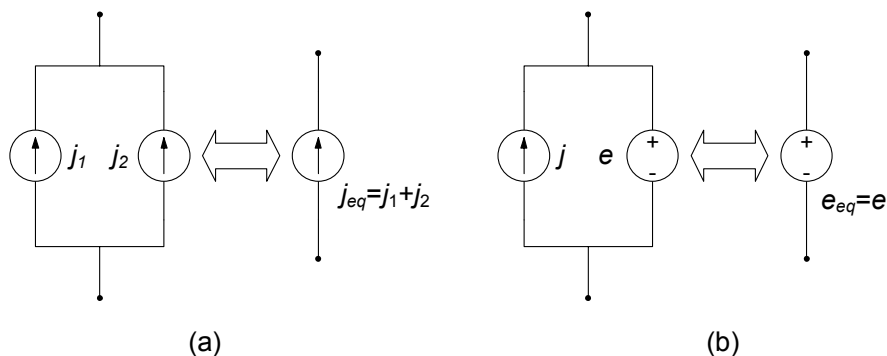 j1 j2
jeq=j1+j2
(a)
j e
+
-
+
-
eeq=e
(b)